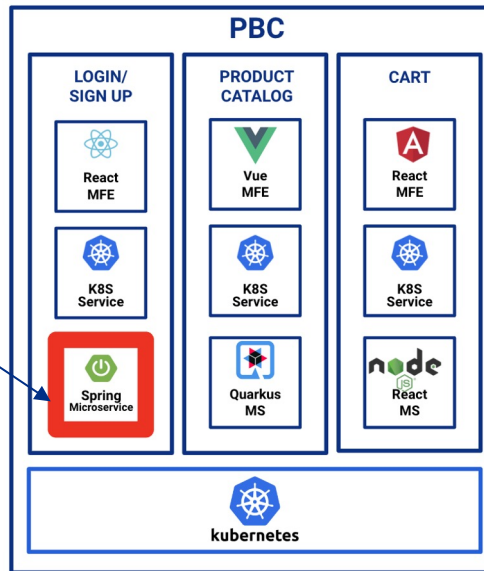 PBC
LOGIN/
SIGN UP
React
MFE
K8S
Service
Spring
Microservice
PRODUCT
CATALOG
Vue
MFE
K8S
Service
Quarkus
MS
CART
A
React
MFE
K8S
Service
node
JS
React
MS
kubernetes